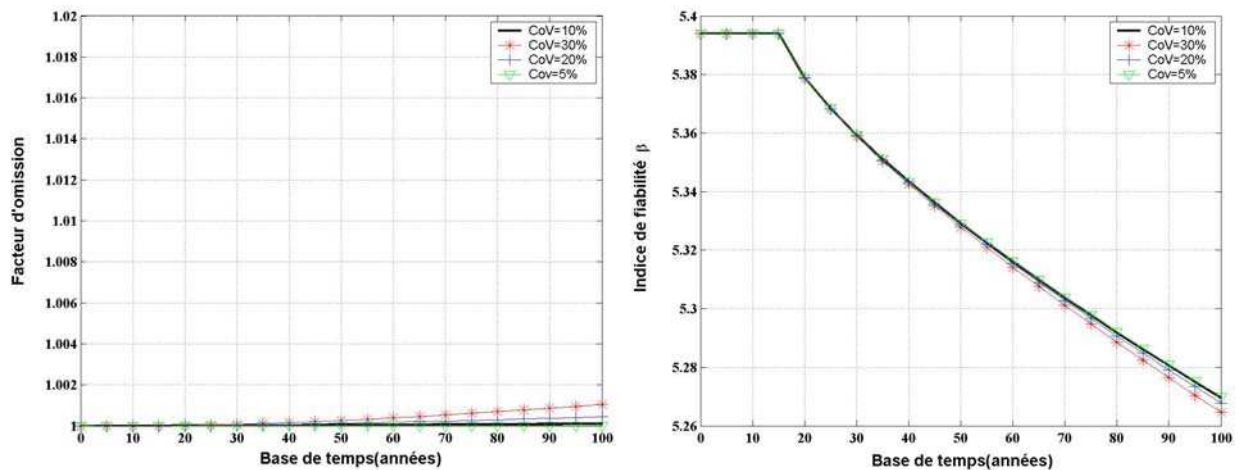 1.02
1.018
1.016
1.014
1.012
1.01
1.008
1.006
1.004
1.002
1
0 10 20 30 40 50 60 70 80 90 100
Facteur d'omission
Base de temps(années)
CoV=10%
CoV=30%
CoV=20%
Cov=5%
5.4
5.38
5.36
5.34
5.32
5.3
5.28
5.26
0 10 20 30 40 50 60 70 80 90 100
Indice de fiabilité β
Base de temps(années)
CoV=10%
CoV=30%
CoV=20%
Cov=5%